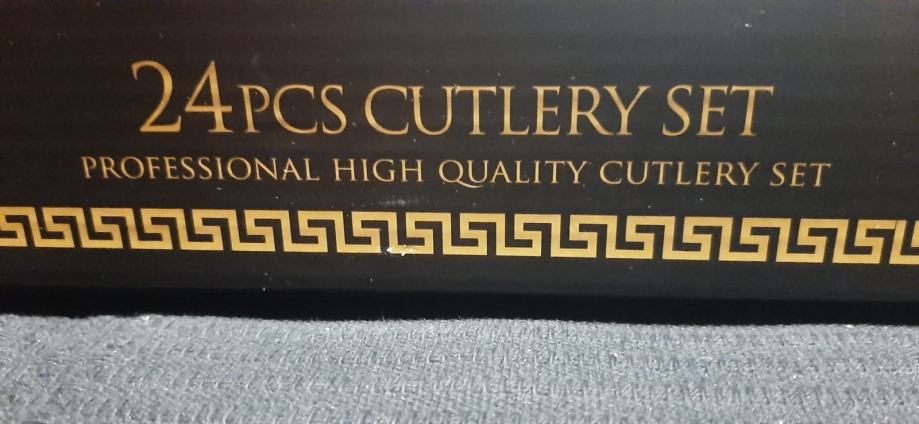 24PCS CUTLERY SET
PROFESSIONAL HIGH QUALITY CUTLERY SET